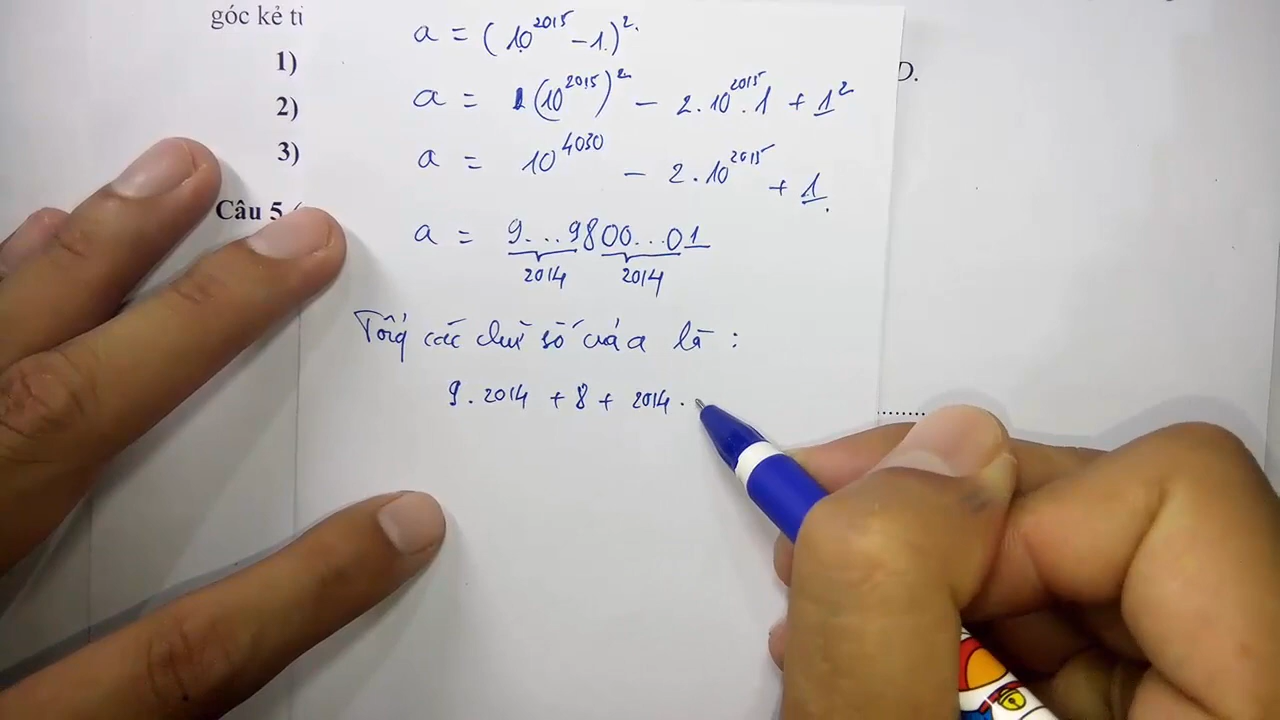 góc kẻ ti
1)
2)
3)
Câu 5
D.
a = (10^2015 - 1.)^2.
a = (10^2015)^2 - 2.10^2015.1 + 1^2
a = 10^4030 - 2.10^2015 + 1.
a = 9...9800...01
2014 2014
Tổng các chữ số của a là :
9. 2014 + 8 + 2014 .